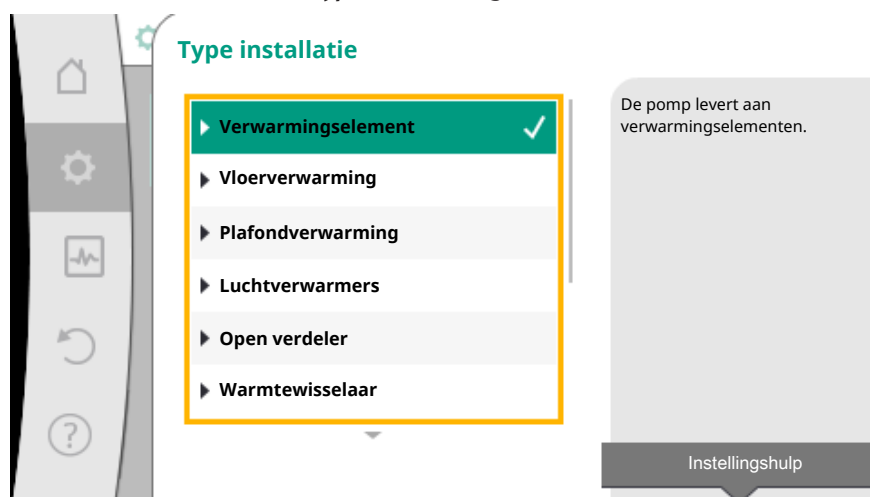 Type installatie
Verwarmingselement
Vloerverwarming
Plafondverwarming
Luchtverwarmers
Open verdeler
Warmtewisselaar
De pomp levert aan
verwarmingselementen.
Instellingshulp